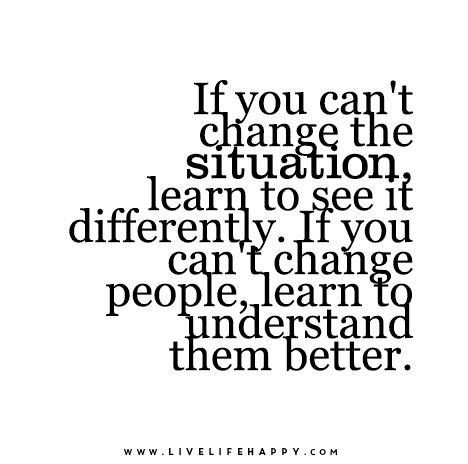 If you can't
change the
situation,
learn to see it
differently. If you
can't change
people, learn to
understand
them better.
WWW.LIVELIFEHAPPY.COM